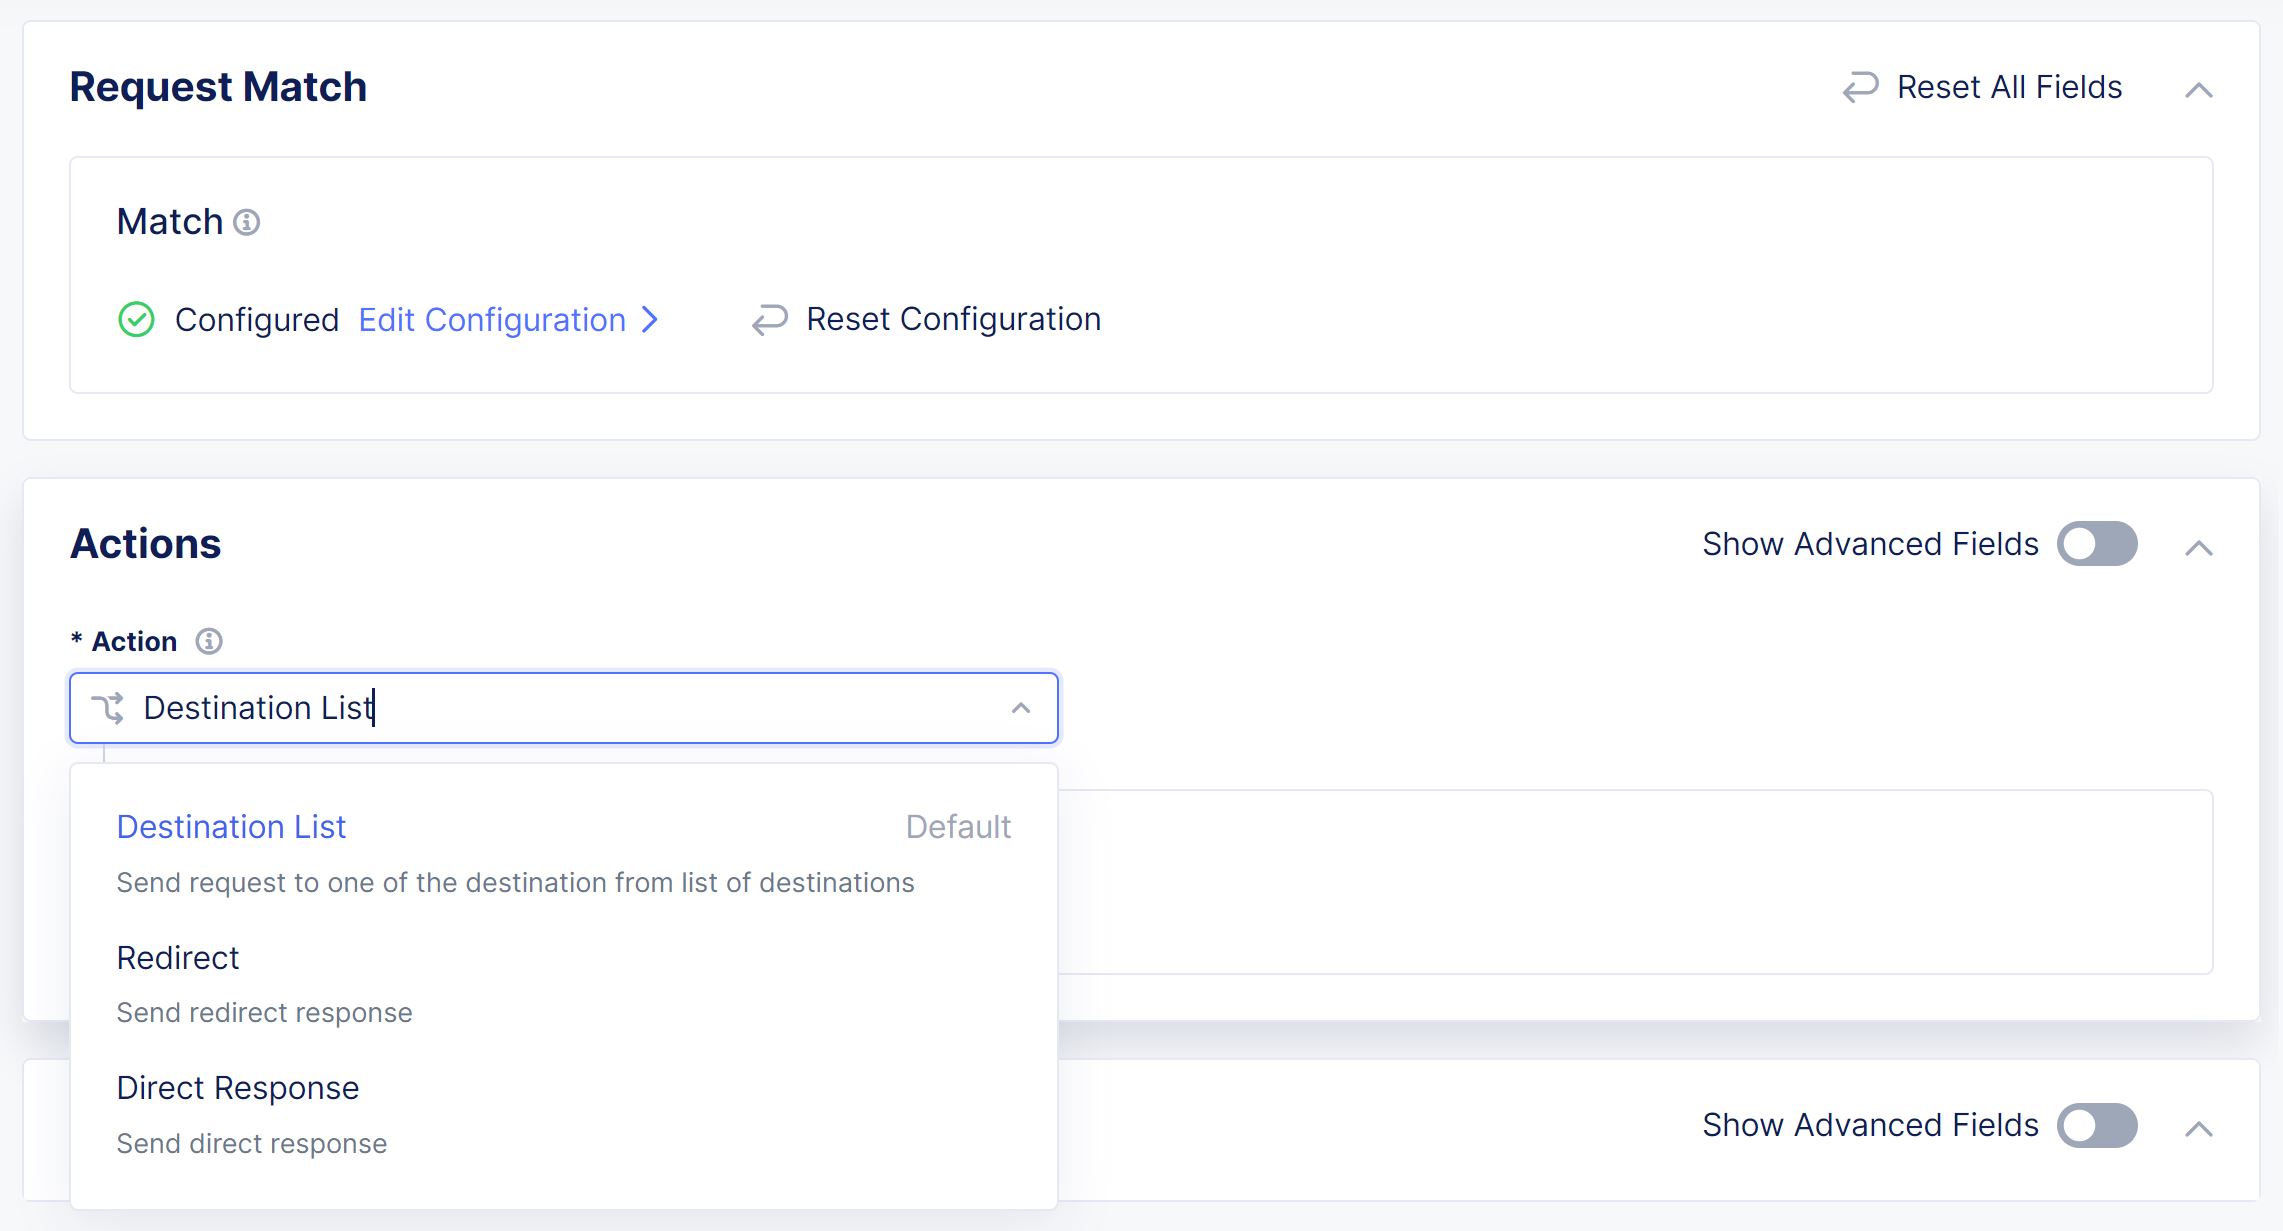 Request Match
Reset All Fields
Match
Configured Edit Configuration
Reset Configuration
Actions
Show Advanced Fields
* Action
Destination List
Destination List Default
Send request to one of the destination from list of destinations
Redirect
Send redirect response
Direct Response
Send direct response
Show Advanced Fields